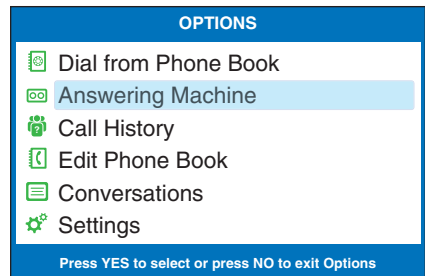 OPTIONS
Dial from Phone Book
Answering Machine
Call History
Edit Phone Book
Conversations
Settings
Press YES to select or press NO to exit Options